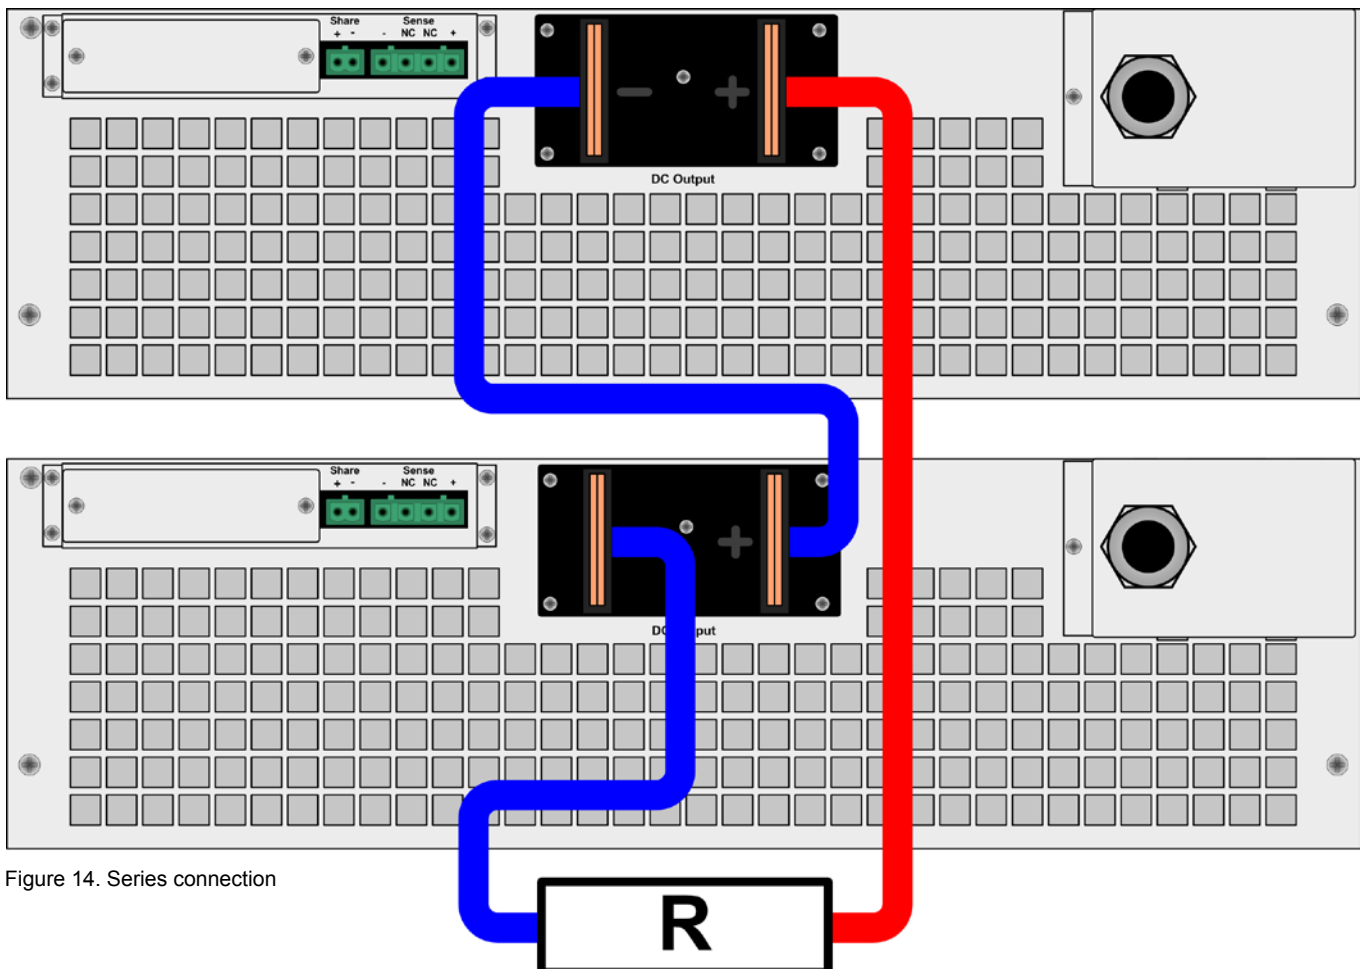 Share Sense
+ - - NC NC +
− +
DC Output
Share Sense
+ - - NC NC +
+
Figure 14. Series connection
R